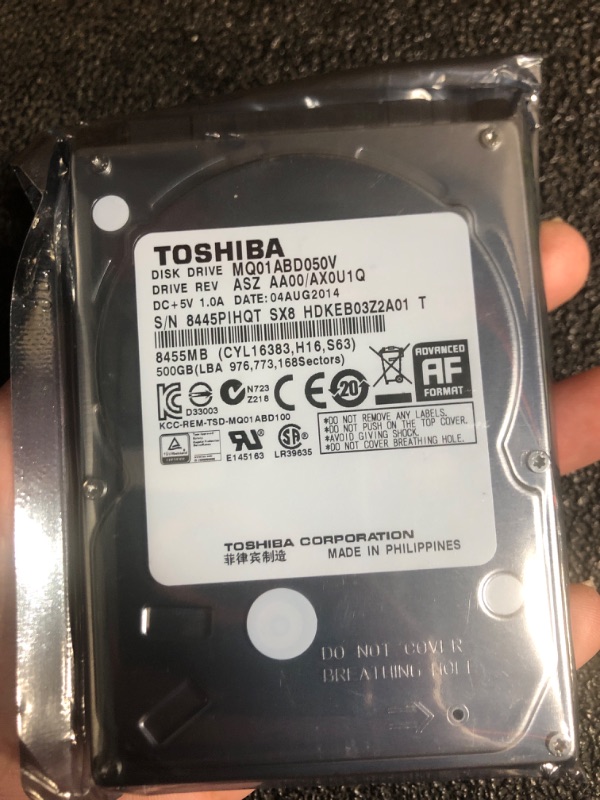 TOSHIBA
DISK DRIVE MQ01ABD050V
DRIVE REV ASZ AA00/AX0U1Q
DC+5V 1.0A DATE:04AUG2014
S/N 8445PIHQT SX8 HDKEB03Z2A01 T
8455MB (CYL16383,H16,S63)
500GB(LBA 976,773,168Sectors)
D33003
N723
Z218
CE
20
ADVANCED
AF
FORMAT
KCC-REM-TSD-MQ01ABD100
E145163
LR39635
*DO NOT REMOVE ANY LABELS.
*DO NOT PUSH ON THE TOP COVER.
*AVOID GIVING SHOCK.
*DO NOT COVER BREATHING HOLE.
TOSHIBA CORPORATION
菲律宾制造 MADE IN PHILIPPINES
DO NOT COVER
BREATHING HOLE